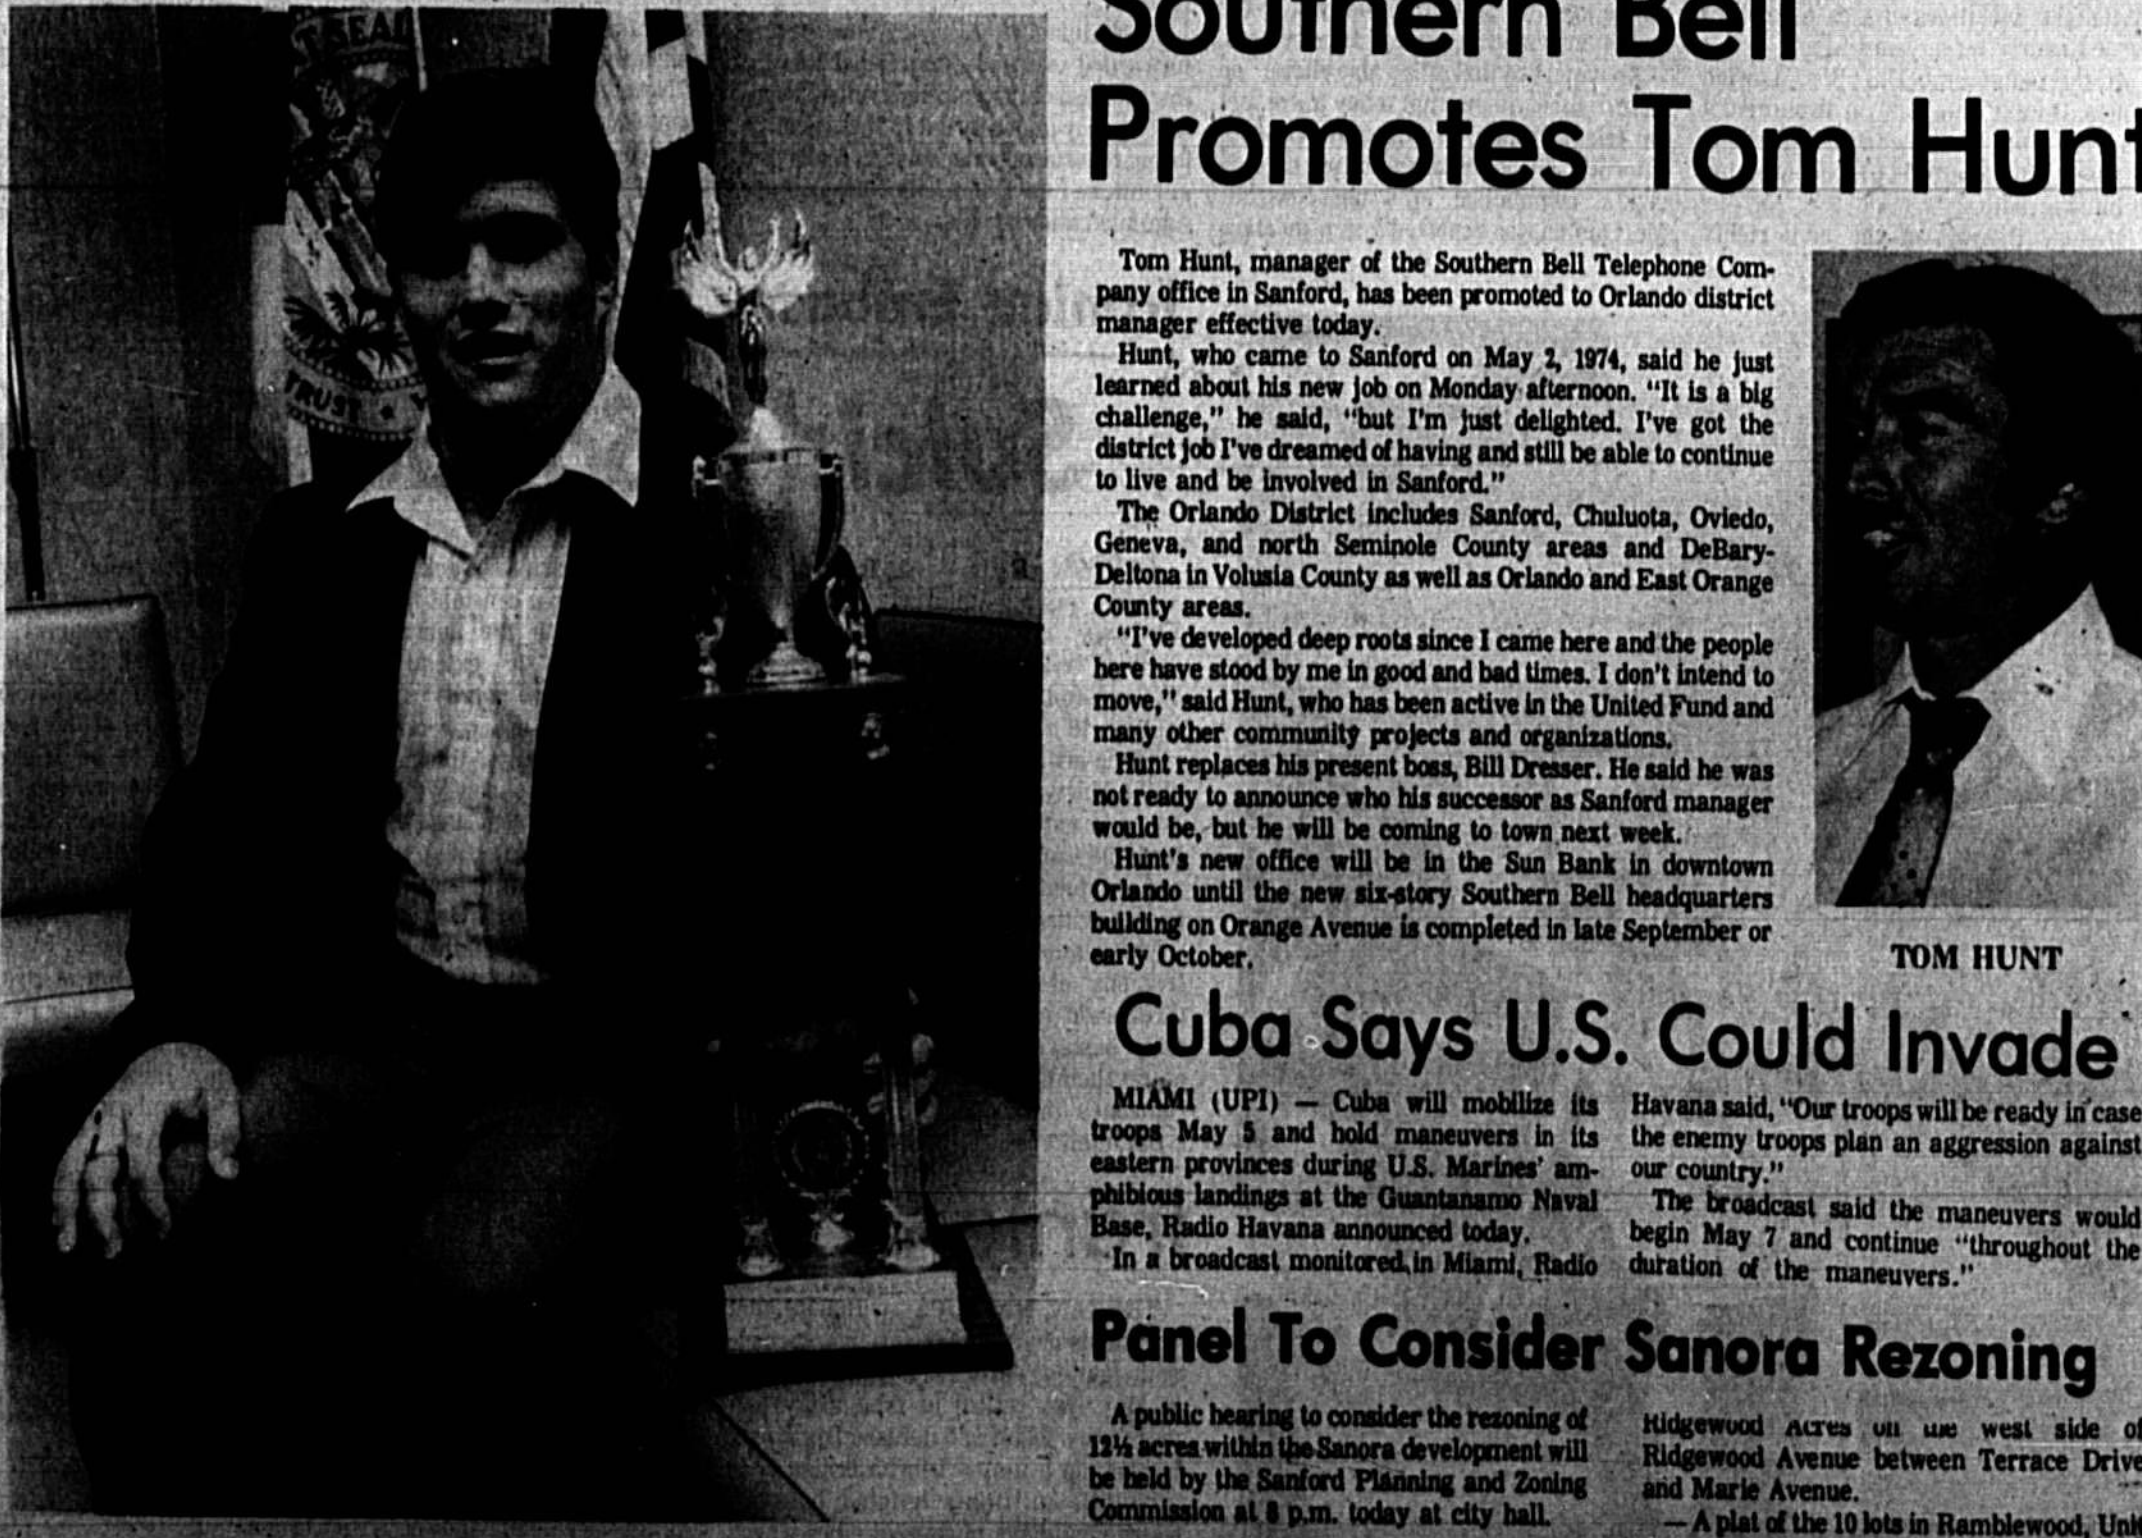 T SEAL
TRUST
Southern Bell
Promotes Tom Hunt
Tom Hunt, manager of the Southern Bell Telephone Com-
pany office in Sanford, has been promoted to Orlando district
manager effective today.
Hunt, who came to Sanford on May 2, 1974, said he just
learned about his new job on Monday afternoon. "It is a big
challenge," he said, "but I'm just delighted. I've got the
district job I've dreamed of having and still be able to continue
to live and be involved in Sanford."
The Orlando District includes Sanford, Chuluota, Oviedo,
Geneva, and north Seminole County areas and DeBary-
Deltona in Volusia County as well as Orlando and East Orange
County areas.
"I've developed deep roots since I came here and the people
here have stood by me in good and bad times. I don't intend to
move," said Hunt, who has been active in the United Fund and
many other community projects and organizations.
Hunt replaces his present boss, Bill Dresser. He said he was
not ready to announce who his successor as Sanford manager
would be, but he will be coming to town next week.
Hunt's new office will be in the Sun Bank in downtown
Orlando until the new six-story Southern Bell headquarters
building on Orange Avenue is completed in late September or
early October.
TOM HUNT
Cuba Says U.S. Could Invade
MIAMI (UPI) — Cuba will mobilize its
troops May 5 and hold maneuvers in its
eastern provinces during U.S. Marines' am-
phibious landings at the Guantanamo Naval
Base, Radio Havana announced today.
In a broadcast monitored in Miami, Radio
Havana said, "Our troops will be ready in case
the enemy troops plan an aggression against
our country."
The broadcast said the maneuvers would
begin May 7 and continue "throughout the
duration of the maneuvers."
Panel To Consider Sanora Rezoning
A public hearing to consider the rezoning of
12½ acres within the Sanora development will
be held by the Sanford Planning and Zoning
Commission at 8 p.m. today at city hall.
Ridgewood Acres on the west side of
Ridgewood Avenue between Terrace Drive
and Marie Avenue.
— A plat of the 10 lots in Ramblewood, Unit